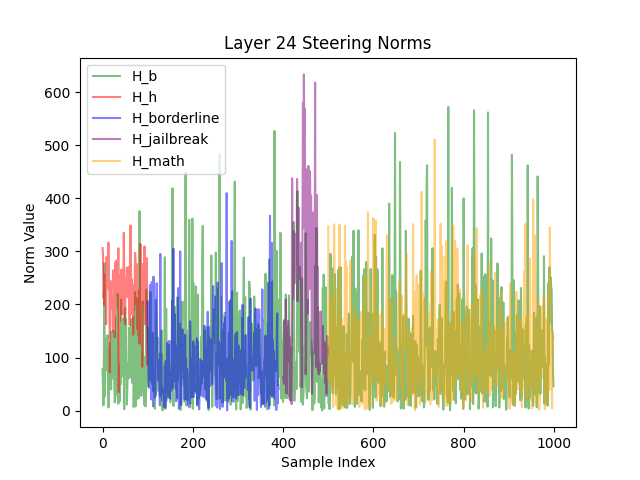 Layer 24 Steering Norms
H_b
H_h
H_borderline
H_jailbreak
H_math
Norm Value
600
500
400
300
200
100
0
0
200
400
600
800
1000
Sample Index